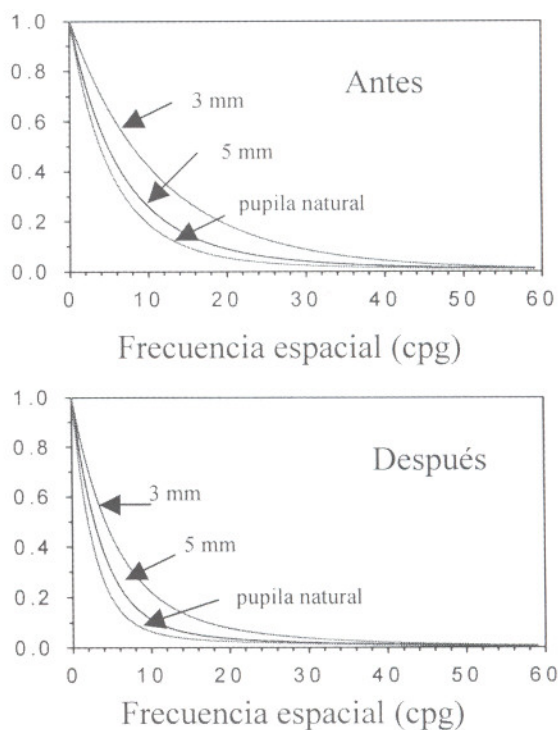 1.0
Antes
0.8
3 mm
0.6
5 mm
0.4
pupila natural
0.2
0.0
0 10 20 30 40 50 60
Frecuencia espacial (cpg)
1.0
Después
0.8
3 mm
0.6
5 mm
0.4
pupila natural
0.2
0.0
0 10 20 30 40 50 60
Frecuencia espacial (cpg)